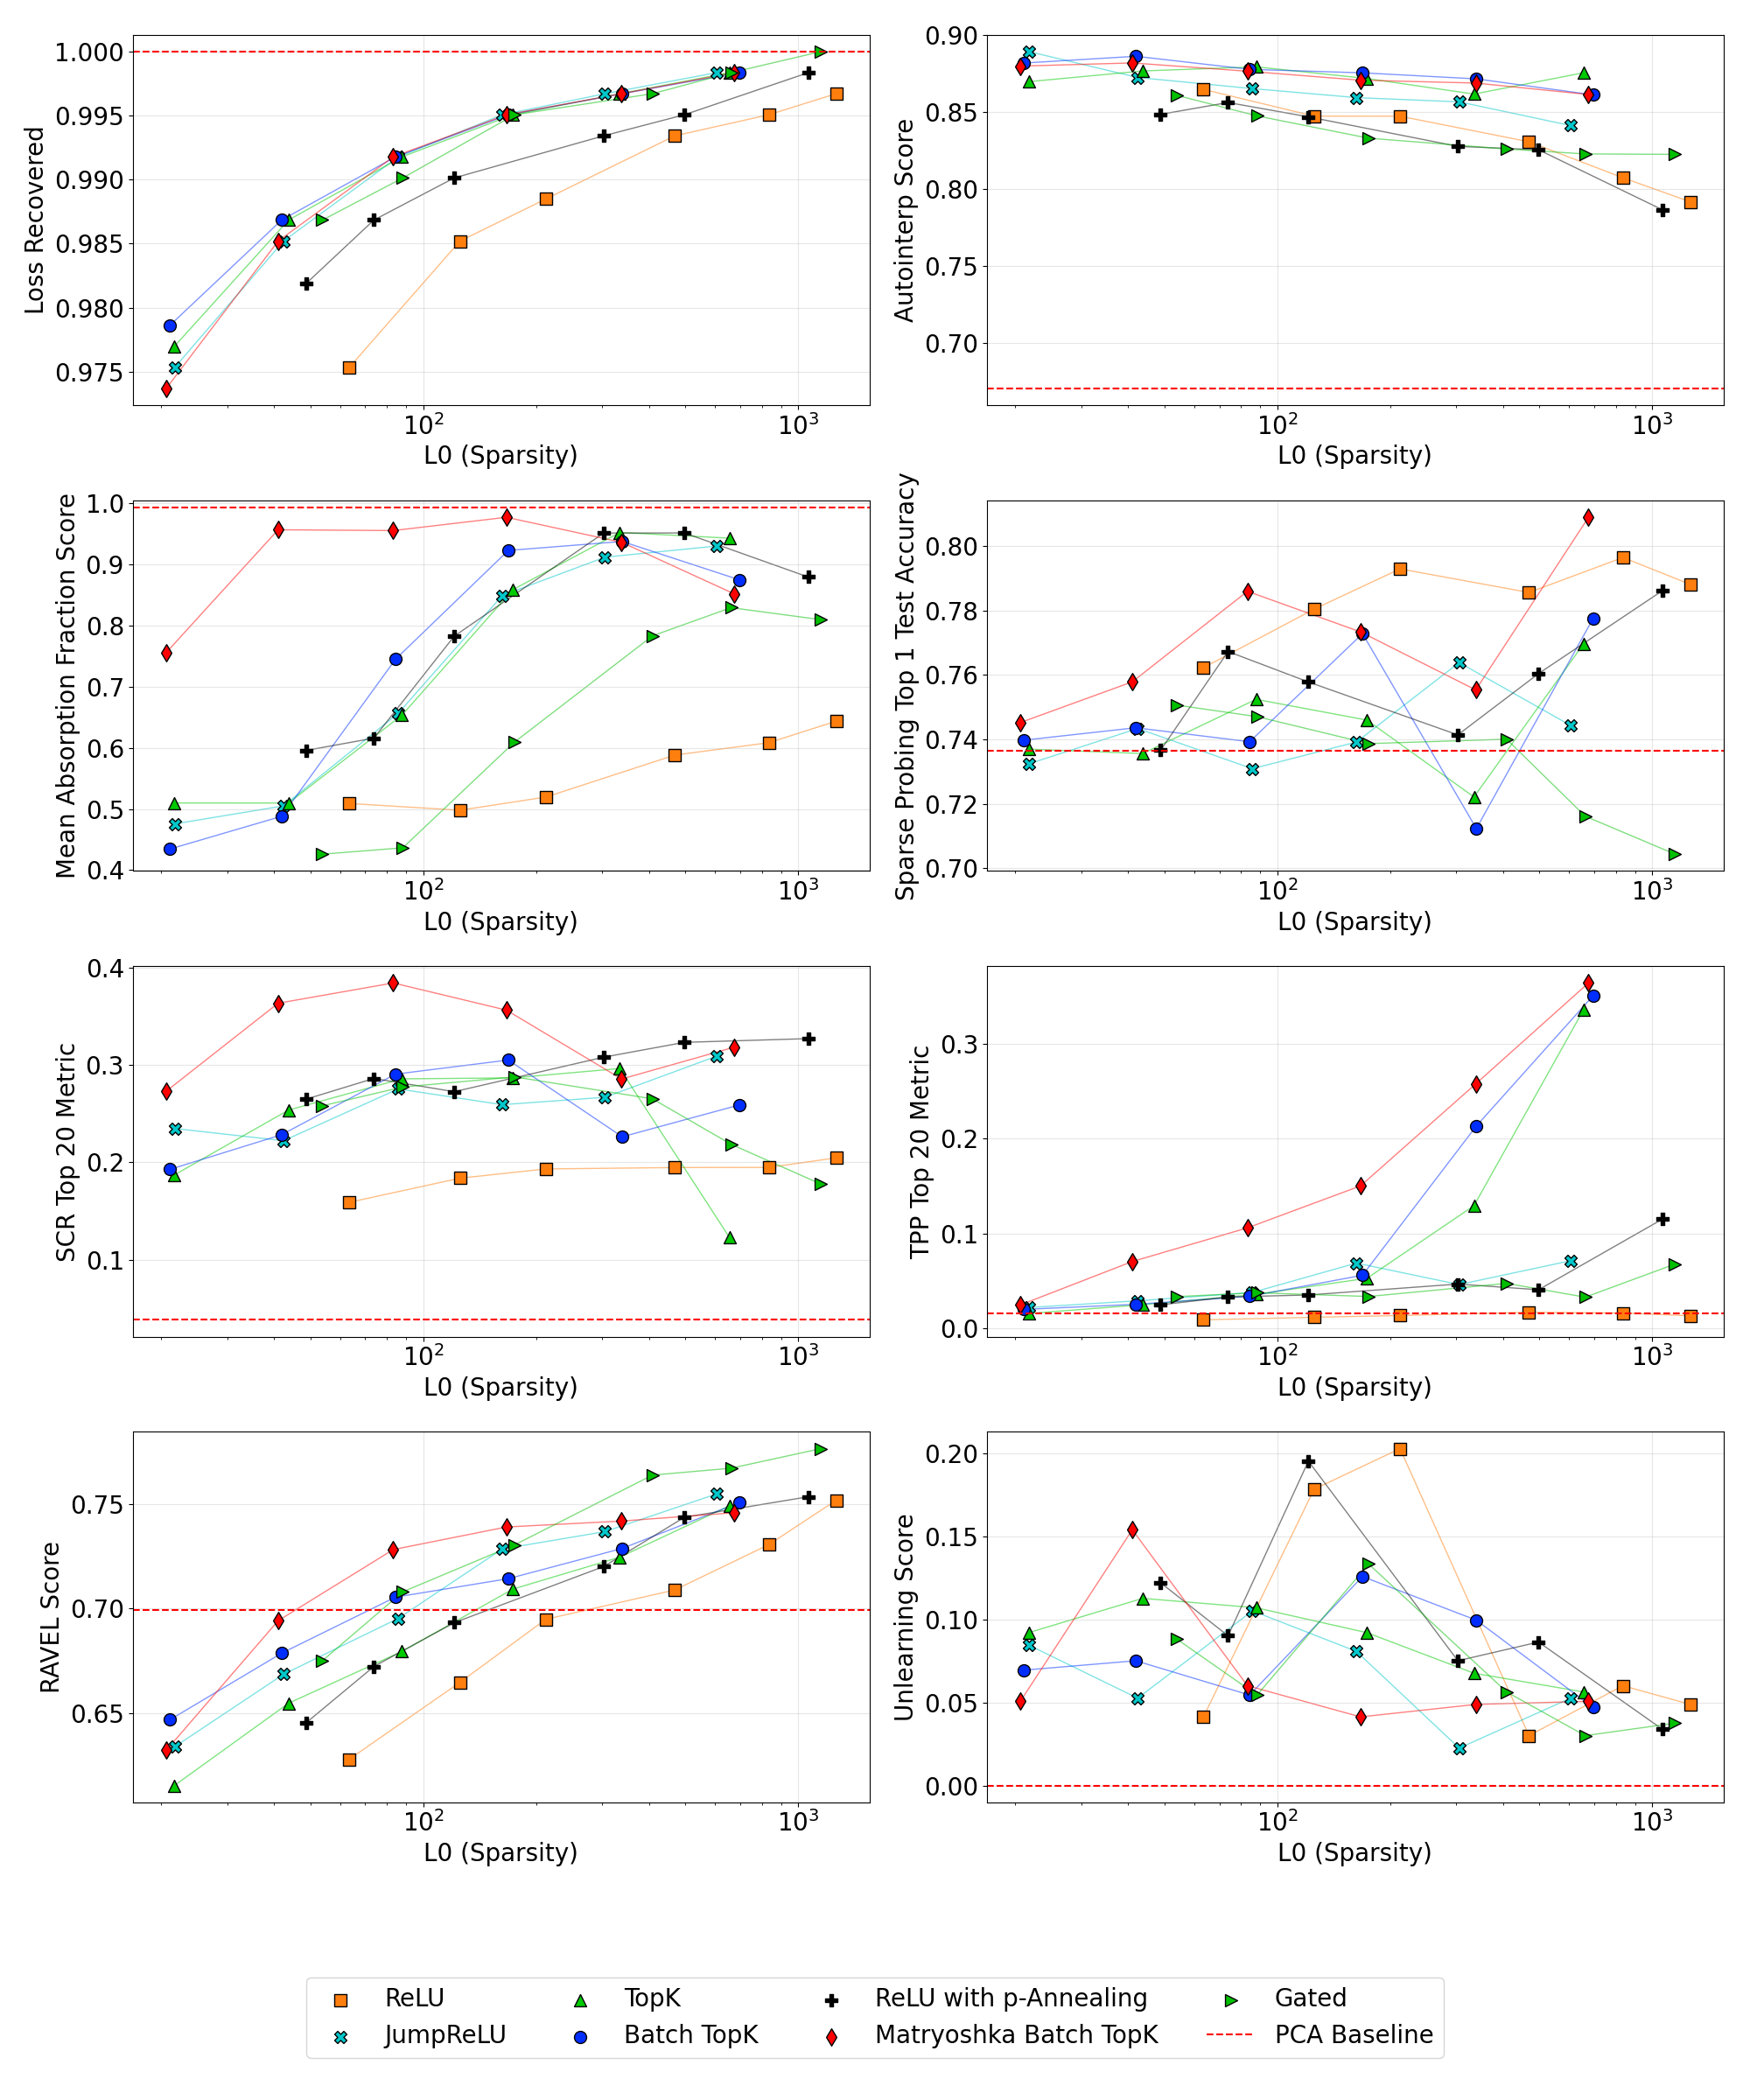 Loss Recovered
1.000
0.995
0.990
0.985
0.980
0.975
10²
10³
L0 (Sparsity)
Autointerp Score
0.90
0.85
0.80
0.75
0.70
10²
10³
L0 (Sparsity)
Mean Absorption Fraction Score
1.0
0.9
0.8
0.7
0.6
0.5
0.4
10²
10³
L0 (Sparsity)
Sparse Probing Top 1 Test Accuracy
0.80
0.78
0.76
0.74
0.72
0.70
10²
10³
L0 (Sparsity)
SCR Top 20 Metric
0.4
0.3
0.2
0.1
10²
10³
L0 (Sparsity)
TPP Top 20 Metric
0.3
0.2
0.1
0.0
10²
10³
L0 (Sparsity)
RAVEL Score
0.75
0.70
0.65
10²
10³
L0 (Sparsity)
Unlearning Score
0.20
0.15
0.10
0.05
0.00
10²
10³
L0 (Sparsity)
ReLU
TopK
ReLU with p-Annealing
Gated
JumpReLU
Batch TopK
Matryoshka Batch TopK
PCA Baseline